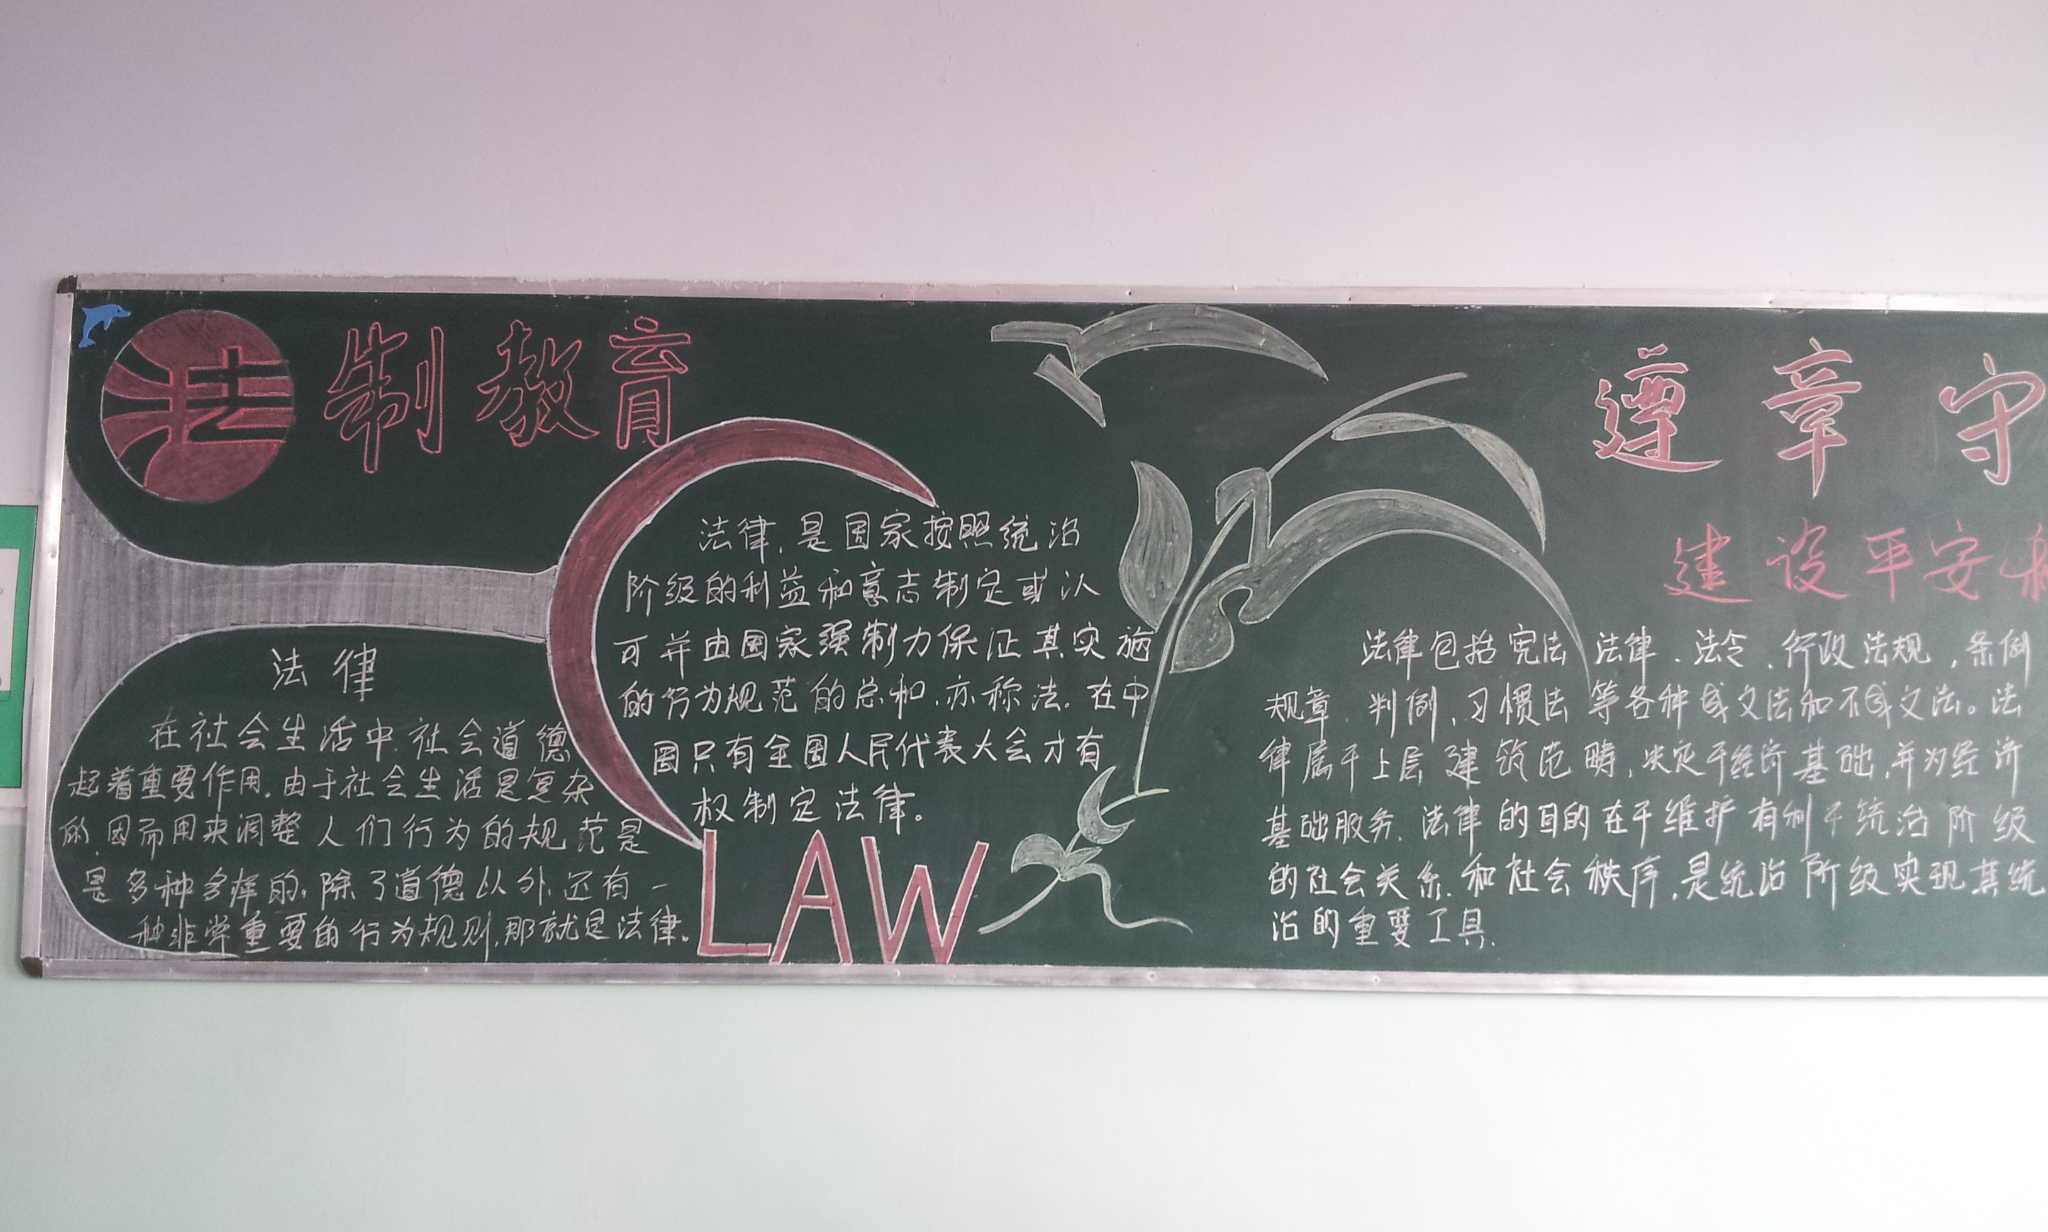 法制教育
法律
在社会生活中.社会道德
起着重要作用.由于社会生活是复杂
的.因而用来调整人们行为的规范是
是多种多样的.除了道德以外.还有一
种非常重要的行为规则.那就是法律。
法律.是国家按照统治
阶级的利益和意志制定或认
可并由国家强制力保证其实施
的行为规范的总和.亦称法.在中
国只有全国人民代表大会才有
权制定法律。
LAW
遵章守
建设平安
法律包括宪法 法律.法令.行政法规,条例
规章.判例,习惯法等各种成文法和不成文法。法
律属于上层建筑范畴,决定于经济基础,并为经济
基础服务.法律的目的在于维护有利于统治阶级
的社会关系.和社会秩序,是统治阶级实现其统
治的重要工具.